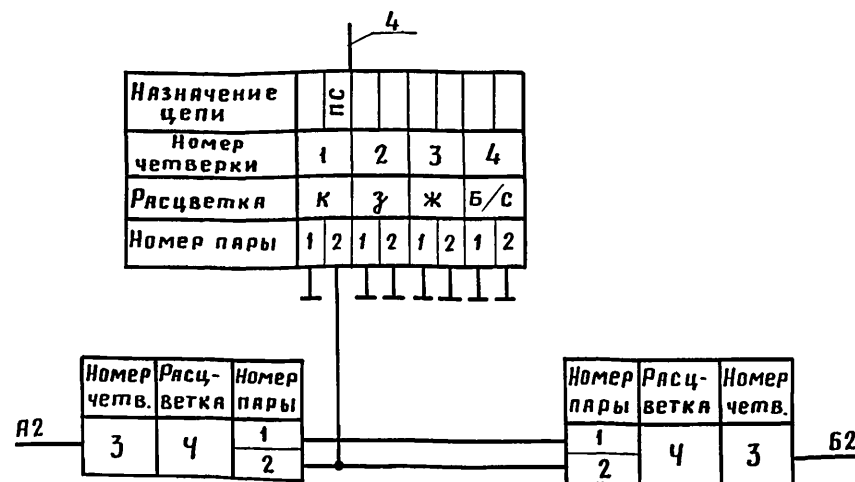 4
Назначение
цепи
ПС
Номер
четверки
1 2 3 4
Расцветка
К З Ж Б/С
Номер пары
1 2 1 2 1 2 1 2
Номер
четв.
Расц-
ветка
Номер
пары
А2
3
Ч
1
2
Номер
пары
Расц-
ветка
Номер
четв.
1
2
Ч
3
Б2